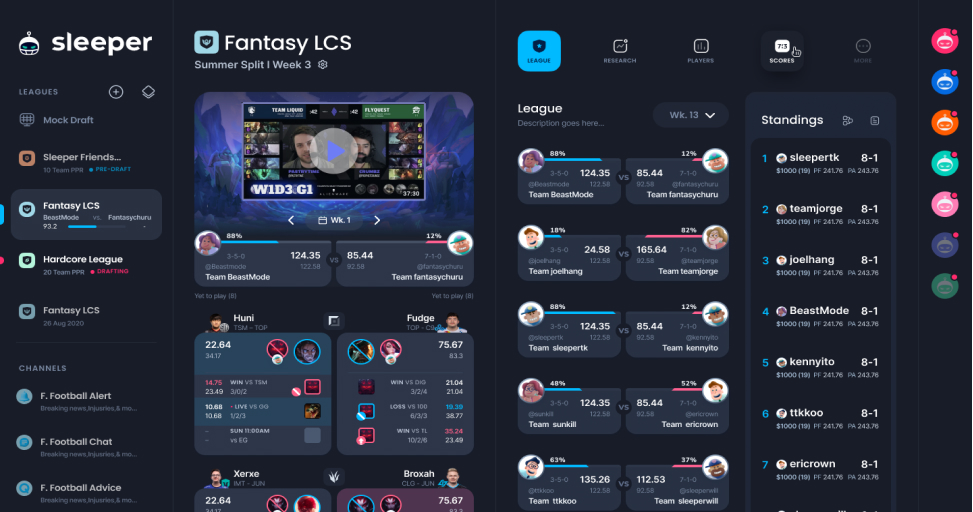 sleeper
LEAGUES
Mock Draft
Sleeper Friends...
10 Team PPR • PRE-DRAFT
Fantasy LCS
BeastMode vs. Fantasychuru
93.2 -
Hardcore League
20 Team PPR • DRAFTING
Fantasy LCS
26 Aug 2020
CHANNELS
F. Football Alert
Breaking news,Injuries,& mo...
F. Football Chat
Breaking news,Injuries,& mo...
F. Football Advice
Breaking news,Injuries,& mo...
Fantasy LCS
Summer Split I Week 3
TEAM LIQUID :42 :42 FLYQUEST
W1D3 G1
37:30
Wk. 1
88% 12%
3-5-0 124.35 VS 85.44 7-1-0
@Beastmode 122.58 92.58 @fantasychuru
Team BeastMode Team fantasychuru
Yet to play (8) Yet to play (8)
Huni Fudge
TSM - TOP TOP - C9
22.64 75.67
34.17 83.3
14.75 WIN VS TSM WIN VS DIG 21.04
23.49 3/0/2 3/2/4 21.04
10.68 - LIVE VS GG LOSS VS 100 19.39
10.68 1/2/3 6/3/3 38.77
-- SUN 11:00AM WIN VS TL 35.24
-- vs EG 10/2/6 23.49
Xerxe Broxah
IMT - JUN CLG - JUN
22.64 75.67
LEAGUE
RESEARCH
PLAYERS
7:3
SCORES
MORE
League
Description goes here...
Wk. 13
88% 12%
3-5-0 124.35 VS 85.44 7-1-0
@Beastmode 122.58 92.58 @fantasychuru
Team BeastMode Team fantasychuru
18% 82%
3-5-0 24.58 VS 165.64 7-1-0
@joelhang 122.58 92.58 @teamjorge
Team joelhang Team teamjorge
88% 12%
3-5-0 124.35 VS 85.44 7-1-0
@sleepertk 122.58 92.58 @kennyito
Team sleepertk Team kennyito
48% 52%
3-5-0 124.35 VS 85.44 7-1-0
@sunkill 122.58 92.58 @ericrown
Team sunkill Team ericrown
63% 37%
3-5-0 135.26 VS 112.53 7-1-0
@ttkkoo 122.58 92.58 @sleeperwill
Team ttkkoo Team sleeperwill
Standings
1 sleepertk 8-1
$1000 (19) PF 241.76 PA 243.76
2 teamjorge 8-1
$1000 (19) PF 241.76 PA 243.76
3 joelhang 8-1
$1000 (19) PF 241.76 PA 243.76
4 BeastMode 8-1
$1000 (19) PF 241.76 PA 243.76
5 kennyito 8-1
$1000 (19) PF 241.76 PA 243.76
6 ttkkoo 8-1
$1000 (19) PF 241.76 PA 243.76
7 ericrown 8-1
$1000 (19) PF 241.76 PA 243.76